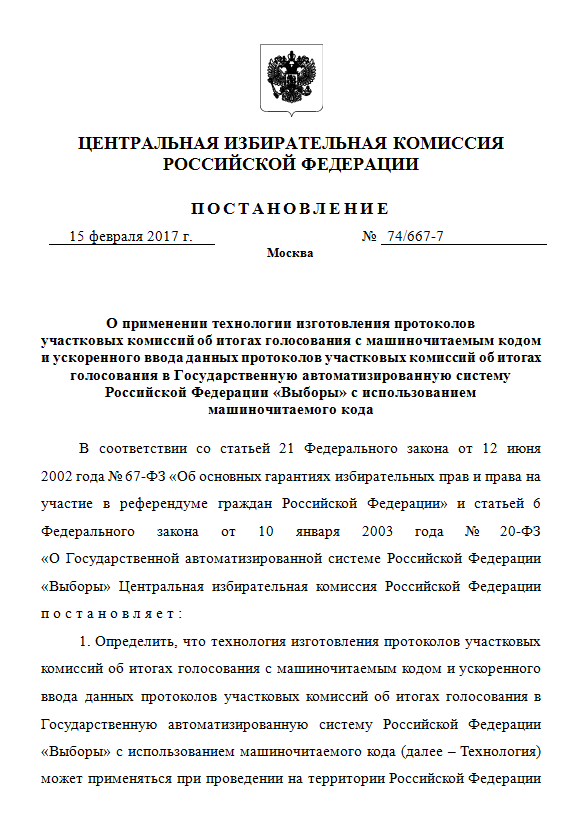 ЦЕНТРАЛЬНАЯ ИЗБИРАТЕЛЬНАЯ КОМИССИЯ
РОССИЙСКОЙ ФЕДЕРАЦИИ
ПОСТАНОВЛЕНИЕ
15 февраля 2017 г. № 74/667-7
Москва
О применении технологии изготовления протоколов
участковых комиссий об итогах голосования с машиночитаемым кодом
и ускоренного ввода данных протоколов участковых комиссий об итогах
голосования в Государственную автоматизированную систему
Российской Федерации «Выборы» с использованием
машиночитаемого кода
В соответствии со статьей 21 Федерального закона от 12 июня
2002 года № 67-ФЗ «Об основных гарантиях избирательных прав и права на
участие в референдуме граждан Российской Федерации» и статьей 6
Федерального закона от 10 января 2003 года № 20-ФЗ
«О Государственной автоматизированной системе Российской Федерации
«Выборы» Центральная избирательная комиссия Российской Федерации
постановляет:
1. Определить, что технология изготовления протоколов участковых
комиссий об итогах голосования с машиночитаемым кодом и ускоренного
ввода данных протоколов участковых комиссий об итогах голосования в
Государственную автоматизированную систему Российской Федерации
«Выборы» с использованием машиночитаемого кода (далее – Технология)
может применяться при проведении на территории Российской Федерации